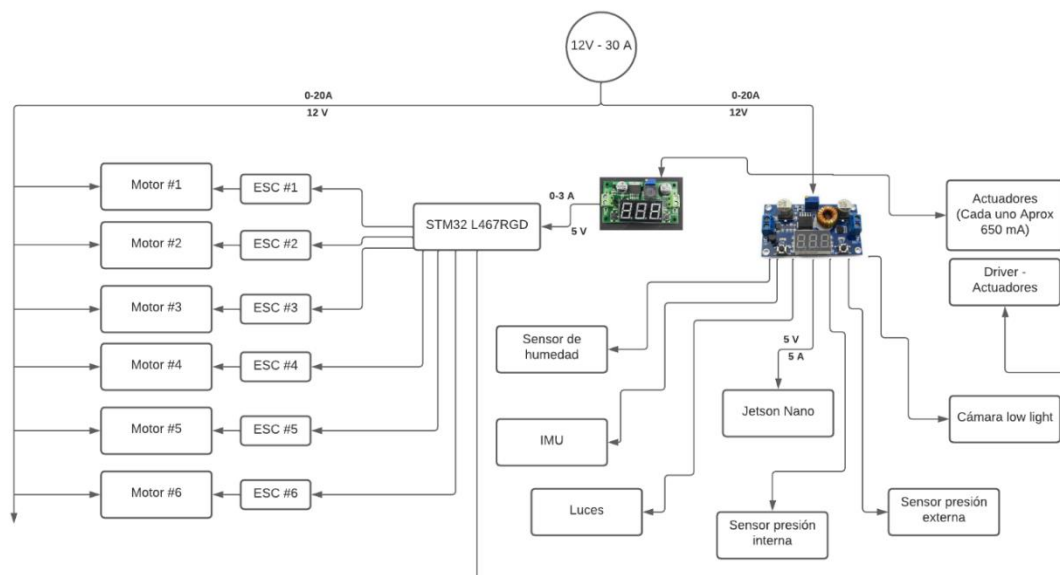 12V - 30 A
0-20A
12 V
0-20A
12V
Motor #1
ESC #1
Motor #2
ESC #2
Motor #3
ESC #3
Motor #4
ESC #4
Motor #5
ESC #5
Motor #6
ESC #6
STM32 L467RGD
0-3 A
5 V
Actuadores
(Cada uno Aprox
650 mA)
Driver -
Actuadores
Sensor de
humedad
5 V
5 A
Jetson Nano
Cámara low light
IMU
Luces
Sensor presión
interna
Sensor presión
externa